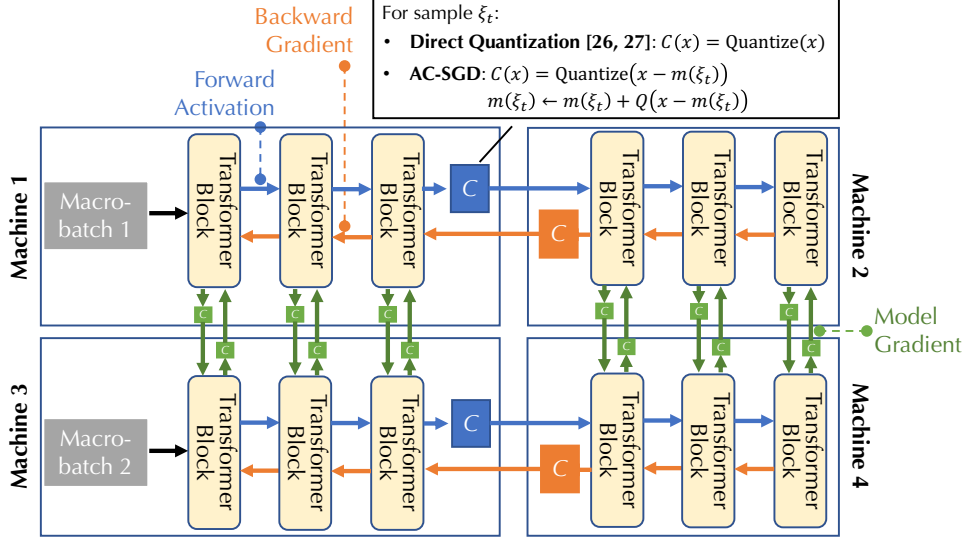 Backward
Gradient
For sample ξₜ:
• Direct Quantization [26, 27]: C(x) = Quantize(x)
• AC-SGD: C(x) = Quantize(x − m(ξₜ))
m(ξₜ) ← m(ξₜ) + Q(x − m(ξₜ))
Forward
Activation
Machine 1
Macro-
batch 1
Transformer
Block
Transformer
Block
Transformer
Block
C
C
Transformer
Block
Transformer
Block
Transformer
Block
Machine 2
C
C
C
C
C
C
C
C
C
C
C
C
Model
Gradient
Machine 3
Macro-
batch 2
Transformer
Block
Transformer
Block
Transformer
Block
C
C
Transformer
Block
Transformer
Block
Transformer
Block
Machine 4